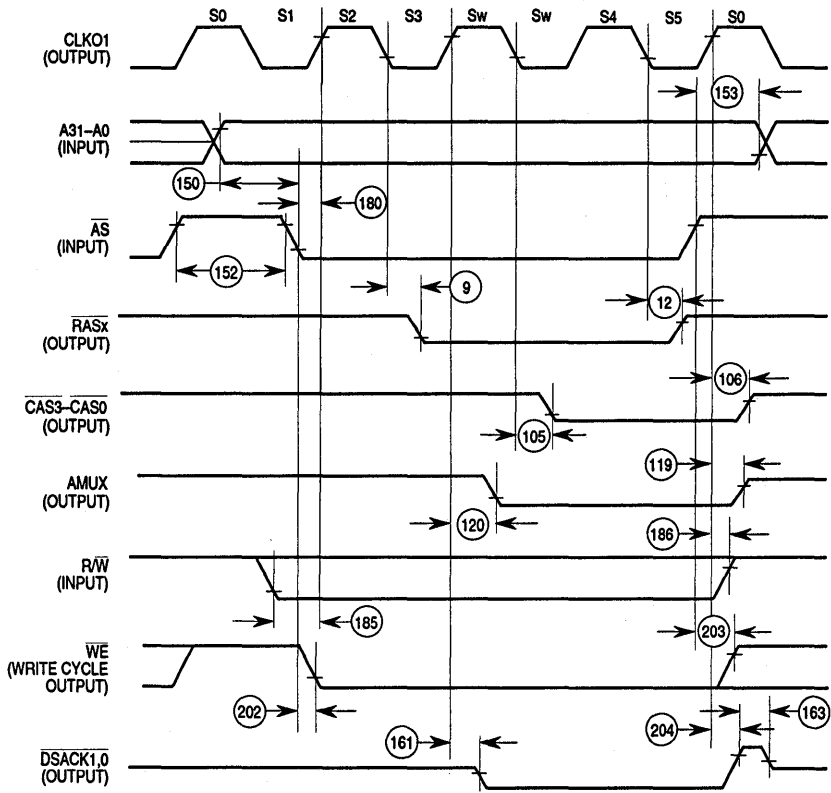 S0 S1 S2 S3 Sw Sw S4 S5 S0
CLKO1
(OUTPUT)
153
A31–A0
(INPUT)
150
180
AS
(INPUT)
152
9
12
RASx
(OUTPUT)
106
CAS3–CAS0
(OUTPUT)
105
119
AMUX
(OUTPUT)
120
186
R/W
(INPUT)
185
203
WE
(WRITE CYCLE
OUTPUT)
202
163
161
204
DSACK1,0
(OUTPUT)